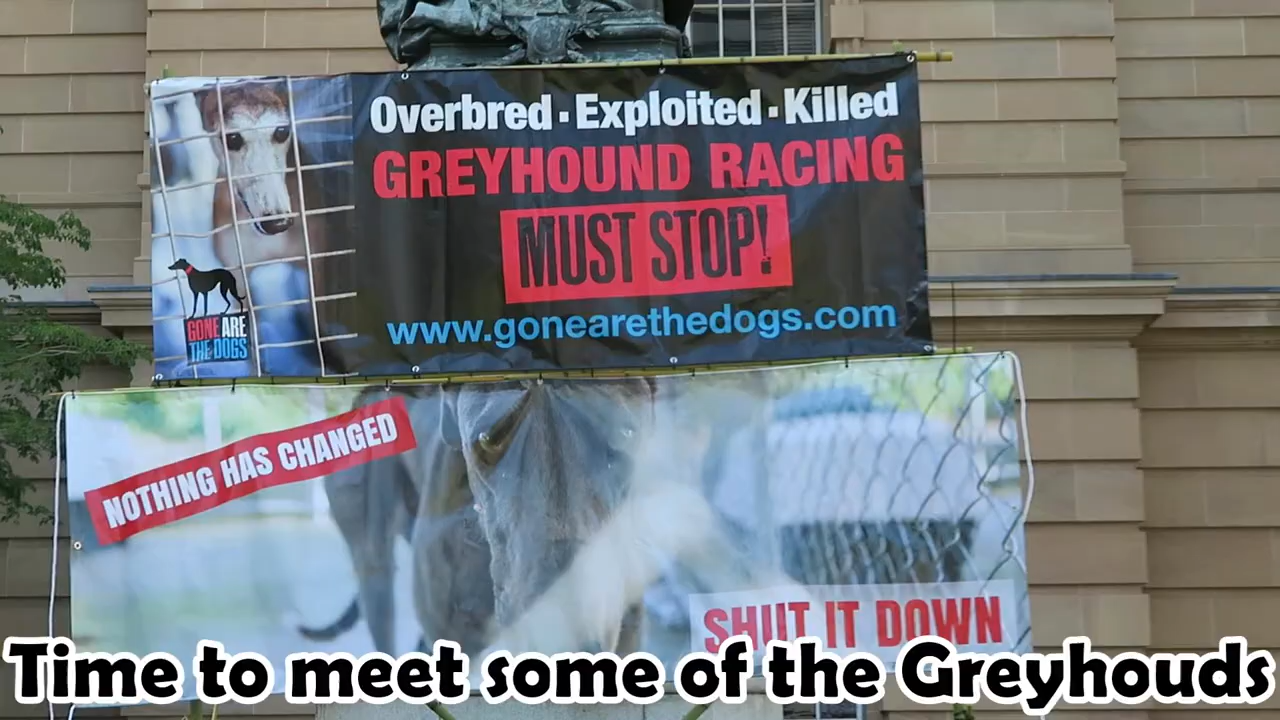 Overbred · Exploited · Killed
GREYHOUND RACING
MUST STOP!
www.gonearethedogs.com
GONE ARE
THE DOGS
NOTHING HAS CHANGED
SHUT IT DOWN
Time to meet some of the Greyhouds